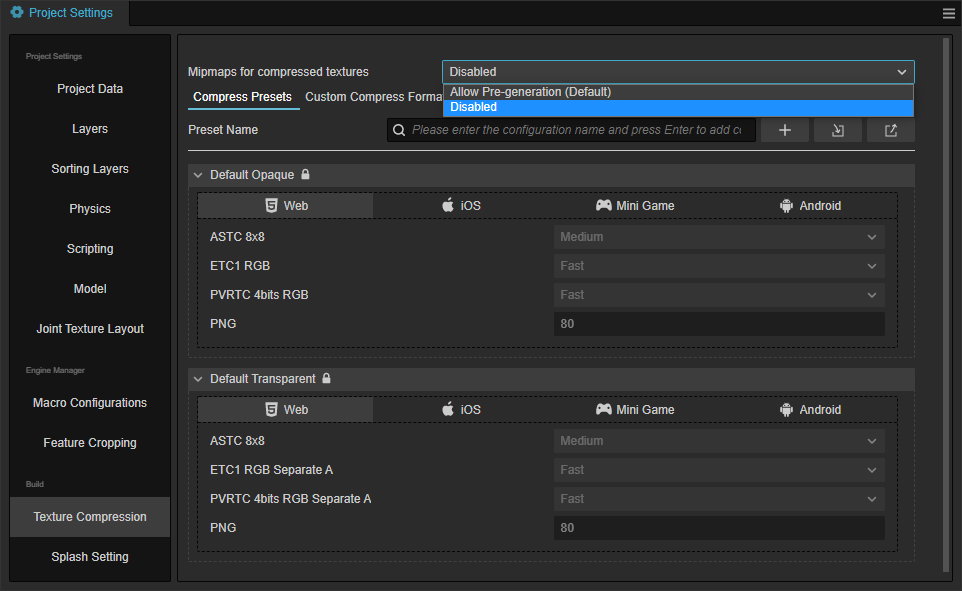 Project Settings
Project Settings
Project Data
Layers
Sorting Layers
Physics
Scripting
Model
Joint Texture Layout
Engine Manager
Macro Configurations
Feature Cropping
Build
Texture Compression
Splash Setting
Mipmaps for compressed textures
Disabled
Allow Pre-generation (Default)
Disabled
Compress Presets Custom Compress Forma
Preset Name
Please enter the configuration name and press Enter to add co
Default Opaque
Web iOS Mini Game Android
ASTC 8x8 Medium
ETC1 RGB Fast
PVRTC 4bits RGB Fast
PNG 80
Default Transparent
Web iOS Mini Game Android
ASTC 8x8 Medium
ETC1 RGB Separate A Fast
PVRTC 4bits RGB Separate A Fast
PNG 80